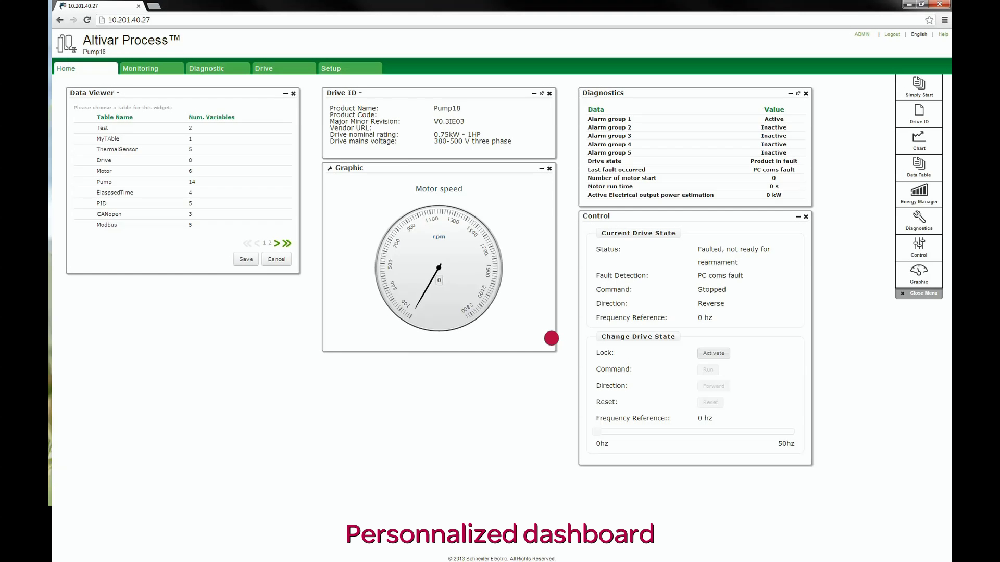 10.201.40.27
10.201.40.27
Altivar Process™
Pump18
ADMIN | Logout | English | Help
Home
Monitoring
Diagnostic
Drive
Setup
Data Viewer -
Please choose a table for this widget:
Table Name Num. Variables
Test 2
MyTAble 1
ThermalSensor 5
Drive 8
Motor 6
Pump 14
ElaspsedTime 4
PID 5
CANopen 3
Modbus 5
1 2
Save Cancel
Drive ID -
Product Name: Pump18
Product Code:
Major Minor Revision: V0.3IE03
Vendor URL:
Drive nominal rating: 0.75kW - 1HP
Drive mains voltage: 380-500 V three phase
Graphic
Motor speed
100
500
700
900
1100
1300
1500
1700
1900
2100
2300
rpm
0
Diagnostics
Data Value
Alarm group 1 Active
Alarm group 2 Inactive
Alarm group 3 Inactive
Alarm group 4 Inactive
Alarm group 5 Inactive
Drive state Product in fault
Last fault occurred PC coms fault
Number of motor start 0
Motor run time 0 s
Active Electrical output power estimation 0 kW
Control
Current Drive State
Status: Faulted, not ready for
rearmament
Fault Detection: PC coms fault
Command: Stopped
Direction: Reverse
Frequency Reference: 0 hz
Change Drive State
Lock: Activate
Command: Run
Direction: Forward
Reset: Reset
Frequency Reference:: 0 hz
0hz 50hz
Simply Start
Drive ID
Chart
Data Table
Energy Manager
Diagnostics
Control
Graphic
Close Menu
Personnalized dashboard
© 2013 Schneider Electric. All Rights Reserved.